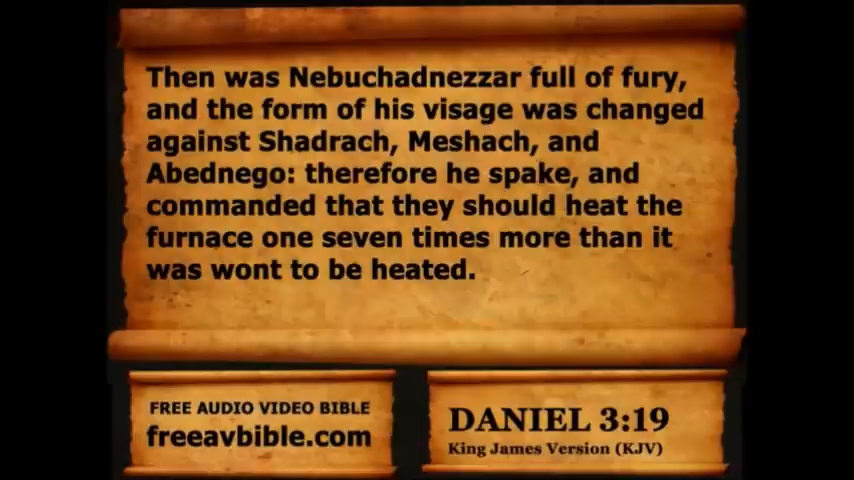 Then was Nebuchadnezzar full of fury,
and the form of his visage was changed
against Shadrach, Meshach, and
Abednego: therefore he spake, and
commanded that they should heat the
furnace one seven times more than it
was wont to be heated.
FREE AUDIO VIDEO BIBLE
freeavbible.com
DANIEL 3:19
King James Version (KJV)